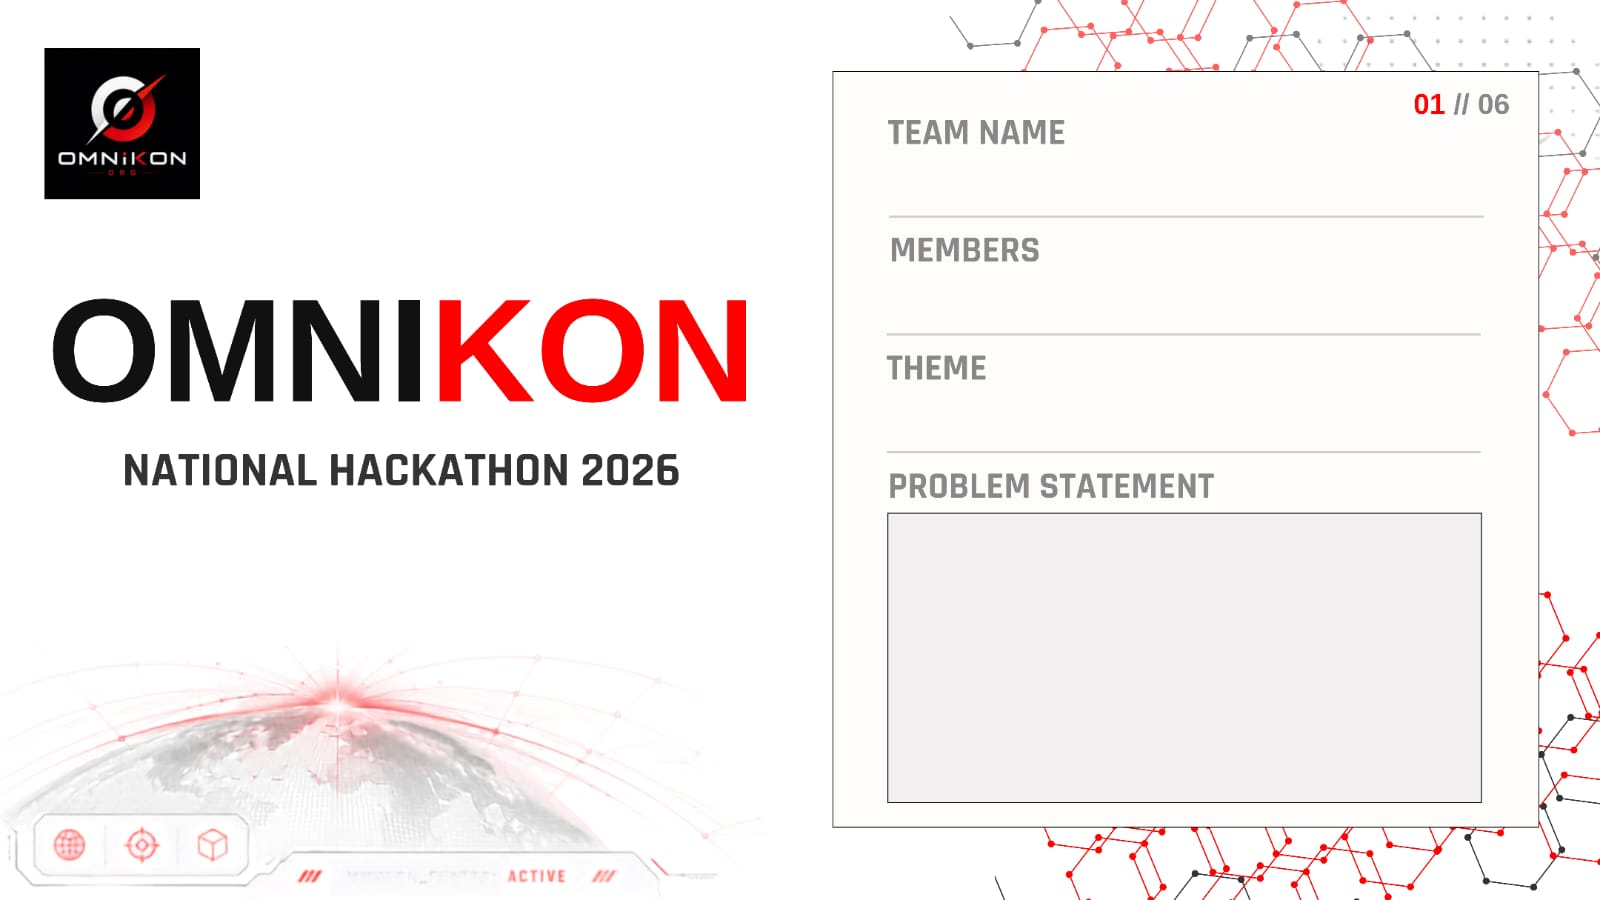 OMNiKON
ORG
OMNIKON
NATIONAL HACKATHON 2026
01 // 06
TEAM NAME
MEMBERS
THEME
PROBLEM STATEMENT
ACTIVE